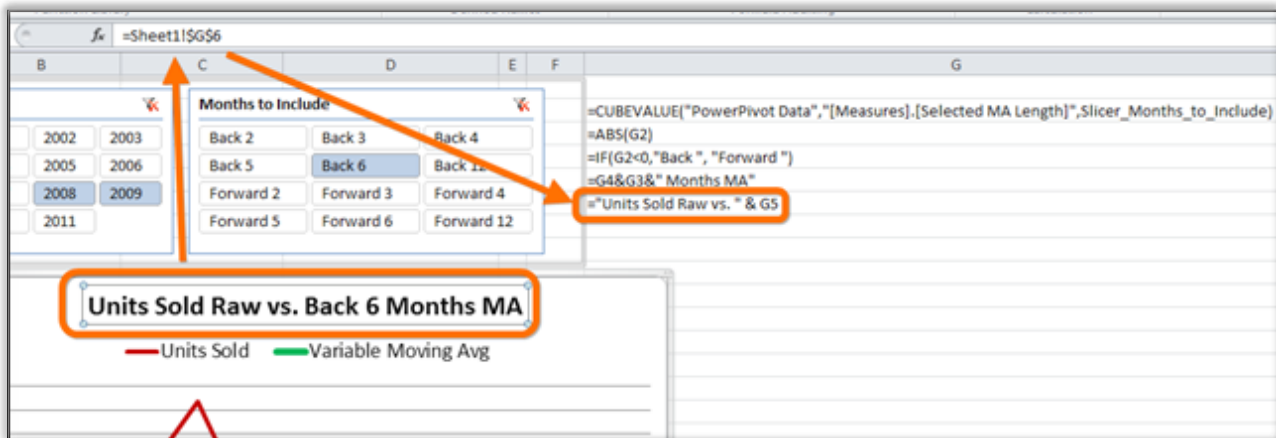 fx =Sheet1!$G$6
B C D E F G
Months to Include
2002 2003 Back 2 Back 3 Back 4
2005 2006 Back 5 Back 6 Back 12
2008 2009 Forward 2 Forward 3 Forward 4
2011 Forward 5 Forward 6 Forward 12
=CUBEVALUE("PowerPivot Data","[Measures].[Selected MA Length]",Slicer_Months_to_Include)
=ABS(G2)
=IF(G2<0,"Back ", "Forward ")
=G4&G3&" Months MA"
="Units Sold Raw vs. " & G5
Units Sold Raw vs. Back 6 Months MA
Units Sold Variable Moving Avg